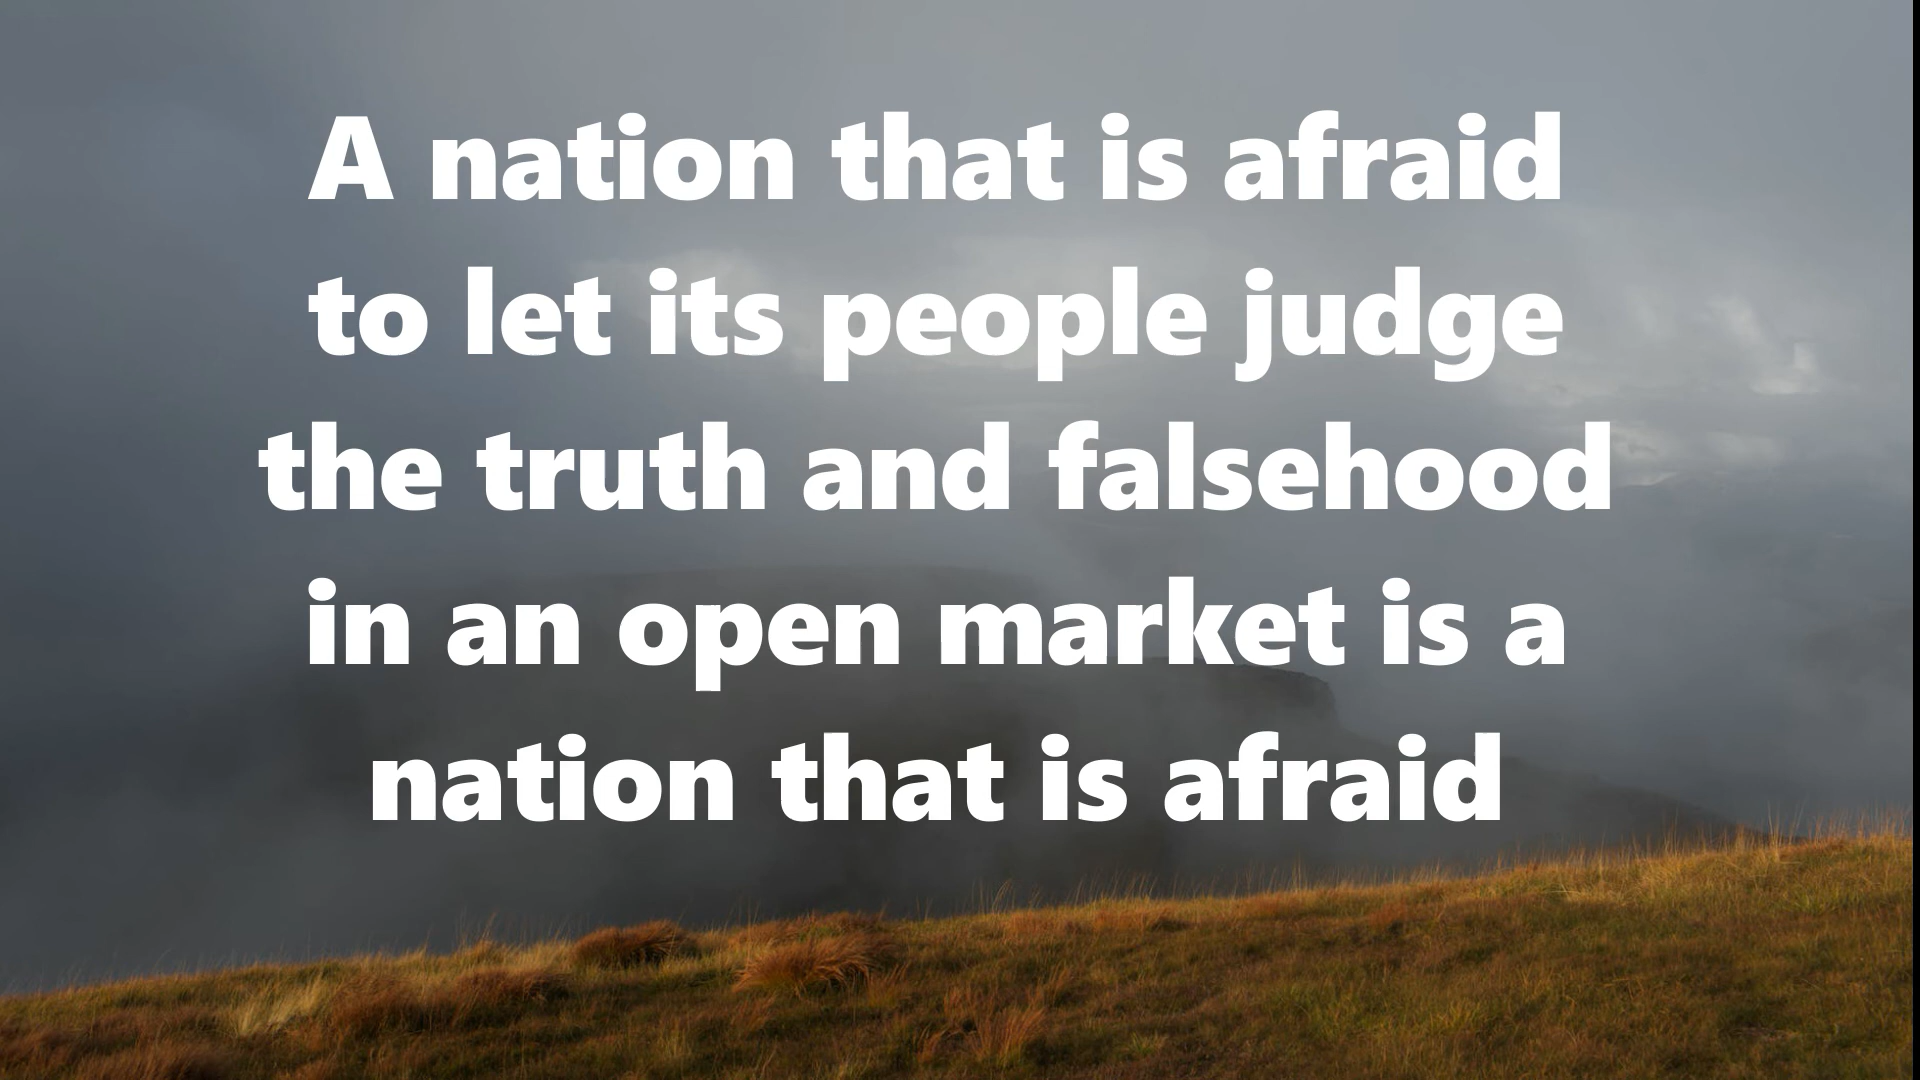 A nation that is afraid
to let its people judge
the truth and falsehood
in an open market is a
nation that is afraid